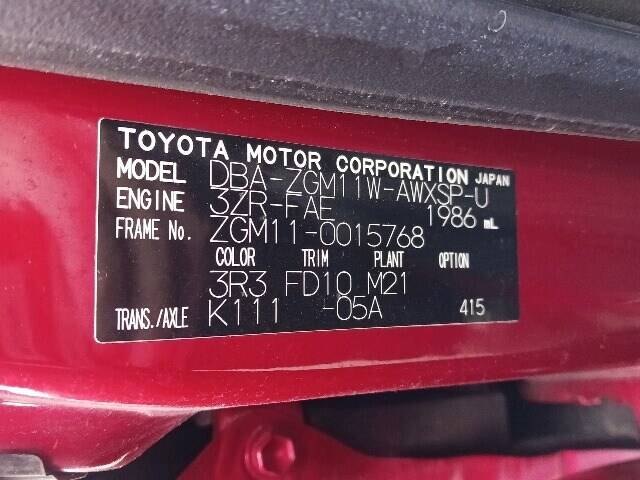 TOYOTA MOTOR CORPORATION JAPAN
MODEL DBA-ZGM11W-AWXSP-U
ENGINE 3ZR-FAE 1986 mL
FRAME No. ZGM11-0015768
COLOR TRIM PLANT OPTION
3R3 FD10 M21
TRANS./AXLE K111 -05A 415